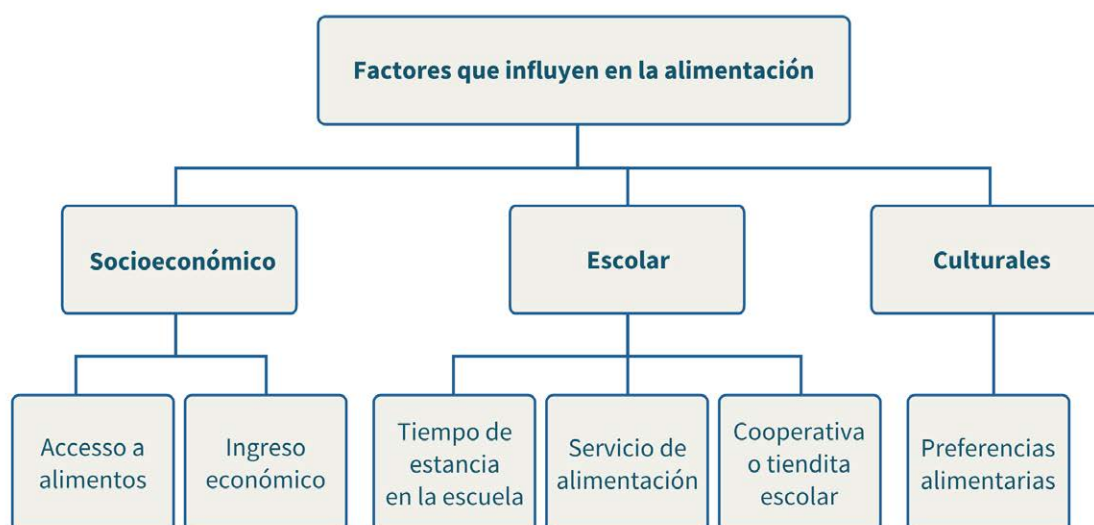 Factores que influyen en la alimentación
Socioeconómico
Escolar
Culturales
Accesso a
alimentos
Ingreso
económico
Tiempo de
estancia
en la escuela
Servicio de
alimentación
Cooperativa
o tiendita
escolar
Preferencias
alimentarias